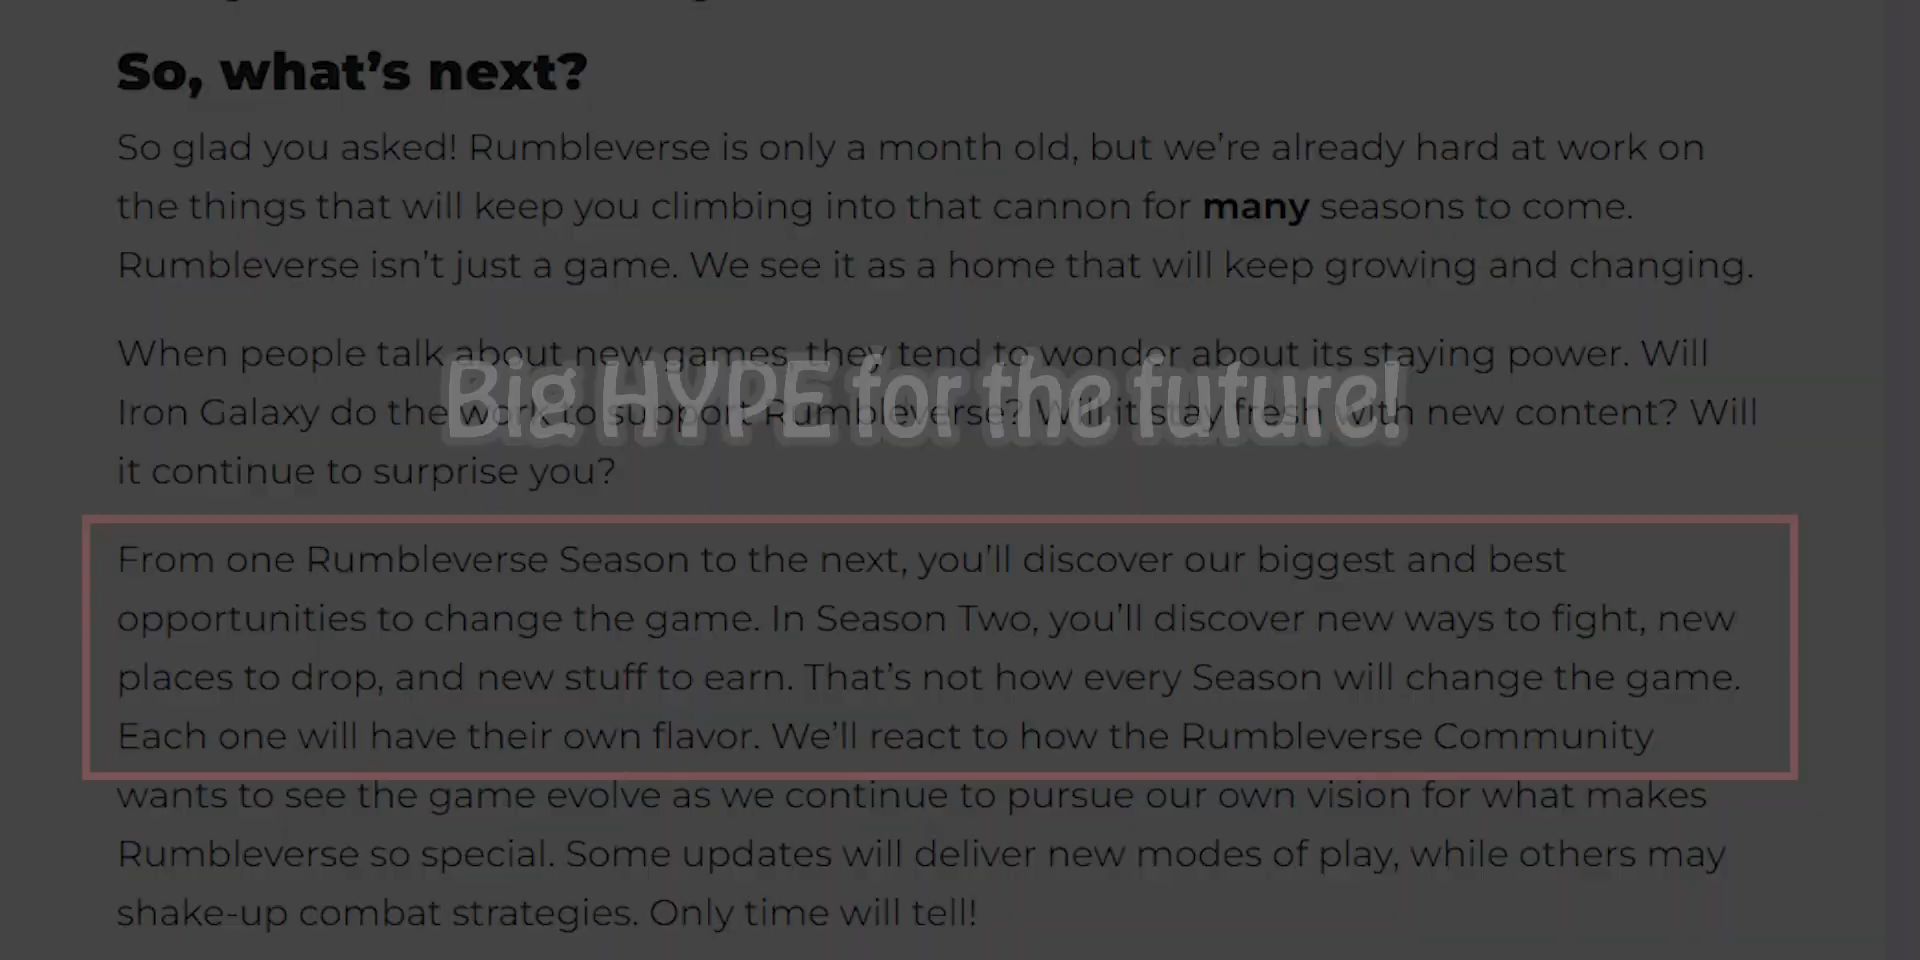 So, what's next?
So glad you asked! Rumbleverse is only a month old, but we're already hard at work on
the things that will keep you climbing into that cannon for many seasons to come.
Rumbleverse isn't just a game. We see it as a home that will keep growing and changing.
When people talk about new games, they tend to wonder about its staying power. Will
Big HYPE for the future!
Iron Galaxy do the work to support Rumbleverse? Will it stay fresh with new content? Will
it continue to surprise you?
From one Rumbleverse Season to the next, you'll discover our biggest and best
opportunities to change the game. In Season Two, you'll discover new ways to fight, new
places to drop, and new stuff to earn. That's not how every Season will change the game.
Each one will have their own flavor. We'll react to how the Rumbleverse Community
wants to see the game evolve as we continue to pursue our own vision for what makes
Rumbleverse so special. Some updates will deliver new modes of play, while others may
shake-up combat strategies. Only time will tell!